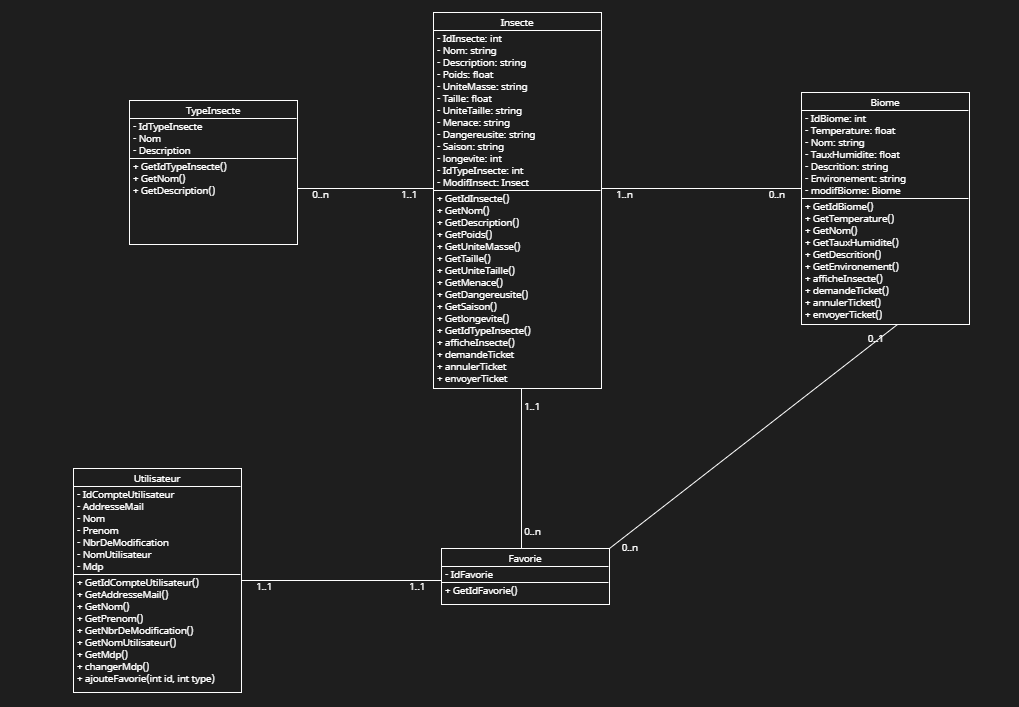 Insecte
- IdInsecte: int
- Nom: string
- Description: string
- Poids: float
- UniteMasse: string
- Taille: float
- UniteTaille: string
- Menace: string
- Dangereusite: string
- Saison: string
- longevite: int
- IdTypeInsecte: int
- ModifInsect: Insect
+ GetIdInsecte()
+ GetNom()
+ GetDescription()
+ GetPoids()
+ GetUniteMasse()
+ GetTaille()
+ GetUniteTaille()
+ GetMenace()
+ GetDangereusite()
+ GetSaison()
+ Getlongevite()
+ GetIdTypeInsecte()
+ afficheInsecte()
+ demandeTicket
+ annulerTicket
+ envoyerTicket
TypeInsecte
- IdTypeInsecte
- Nom
- Description
+ GetIdTypeInsecte()
+ GetNom()
+ GetDescription()
0..n
1..1
1..n
0..n
Biome
- IdBiome: int
- Temperature: float
- Nom: string
- TauxHumidite: float
- Descrition: string
- Environement: string
- modifBiome: Biome
+ GetIdBiome()
+ GetTemperature()
+ GetNom()
+ GetTauxHumidite()
+ GetDescrition()
+ GetEnvironement()
+ afficheInsecte()
+ demandeTicket()
+ annulerTicket()
+ envoyerTicket()
0..1
1..1
0..n
0..n
Utilisateur
- IdCompteUtilisateur
- AddresseMail
- Nom
- Prenom
- NbrDeModification
- NomUtilisateur
- Mdp
+ GetIdCompteUtilisateur()
+ GetAddresseMail()
+ GetNom()
+ GetPrenom()
+ GetNbrDeModification()
+ GetNomUtilisateur()
+ GetMdp()
+ changerMdp()
+ ajouteFavorie(int id, int type)
1..1
1..1
Favorie
- IdFavorie
+ GetIdFavorie()